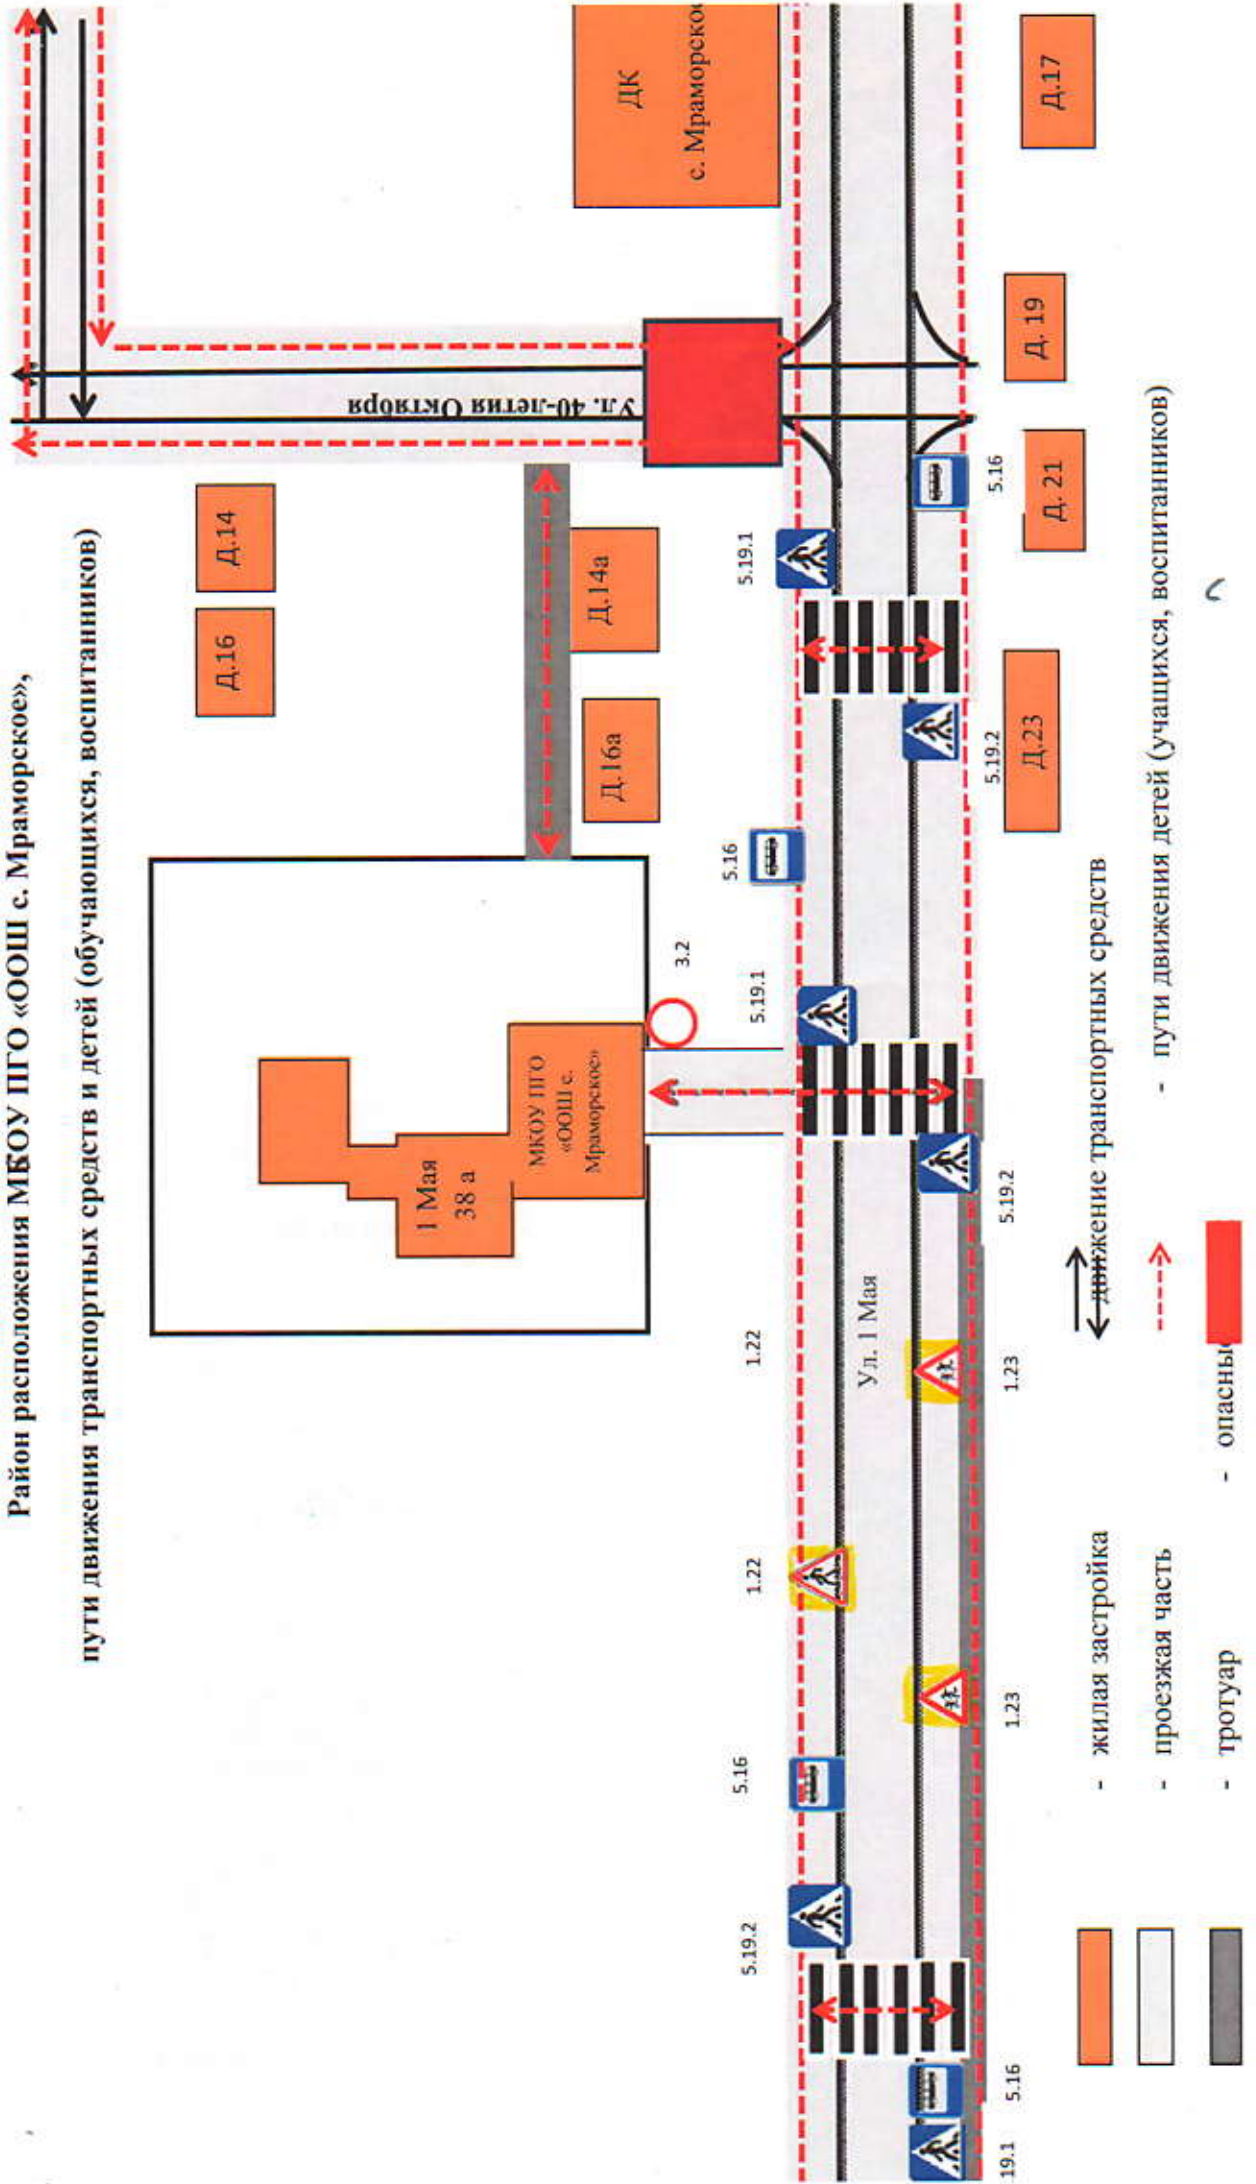 Район расположения МБОУ ПГО «ООШ с. Мраморское»,
пути движения транспортных средств и детей (обучающихся, воспитанников)
Д.16
Д.14
1 Мая
38 а
МКОУ ПГО
«ООШ с.
Мраморское»
Д.16а
Д.14а
Ул. 40-летия Октября
ДК
с. Мраморско
3.2
5.19.2
5.16
1.22
1.22
5.19.1
5.16
5.19.1
Ул. 1 Мая
19.1
5.16
1.23
1.23
5.19.2
5.19.2
5.16
Д.23
Д. 21
Д. 19
Д.17
- жилая застройка
движение транспортных средств
- проезжая часть
- пути движения детей (учащихся, воспитанников)
- тротуар
- опасны